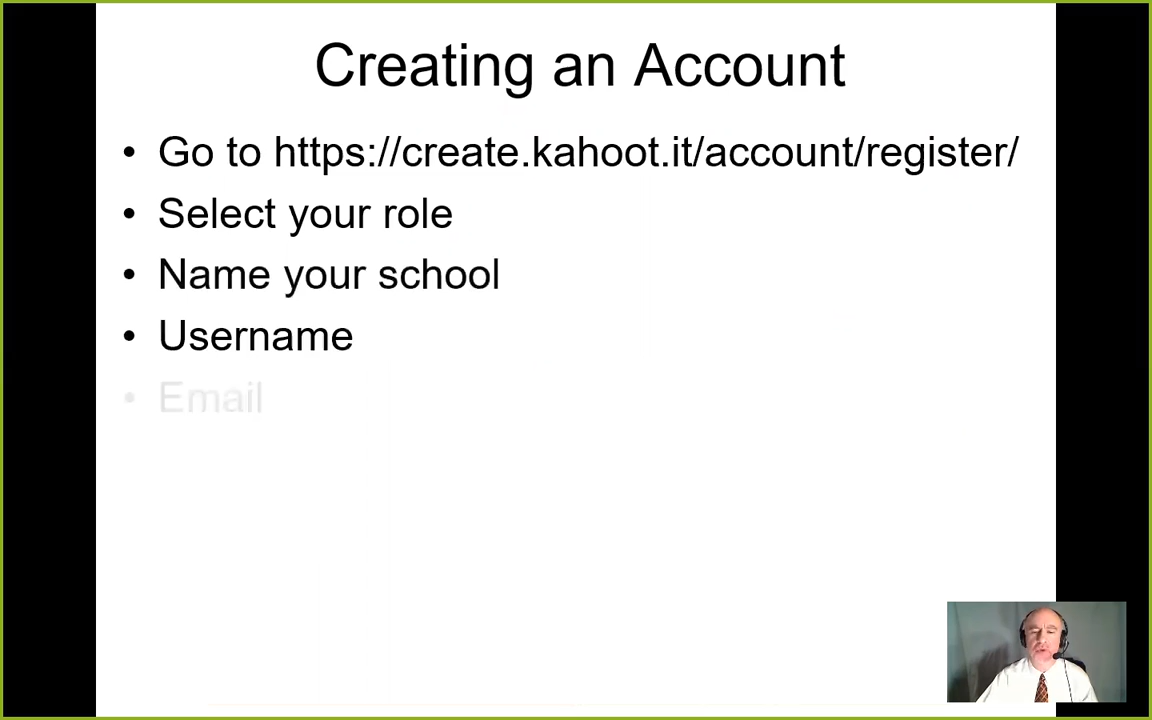 Creating an Account
• Go to https://create.kahoot.it/account/register/
• Select your role
• Name your school
• Username
• Email